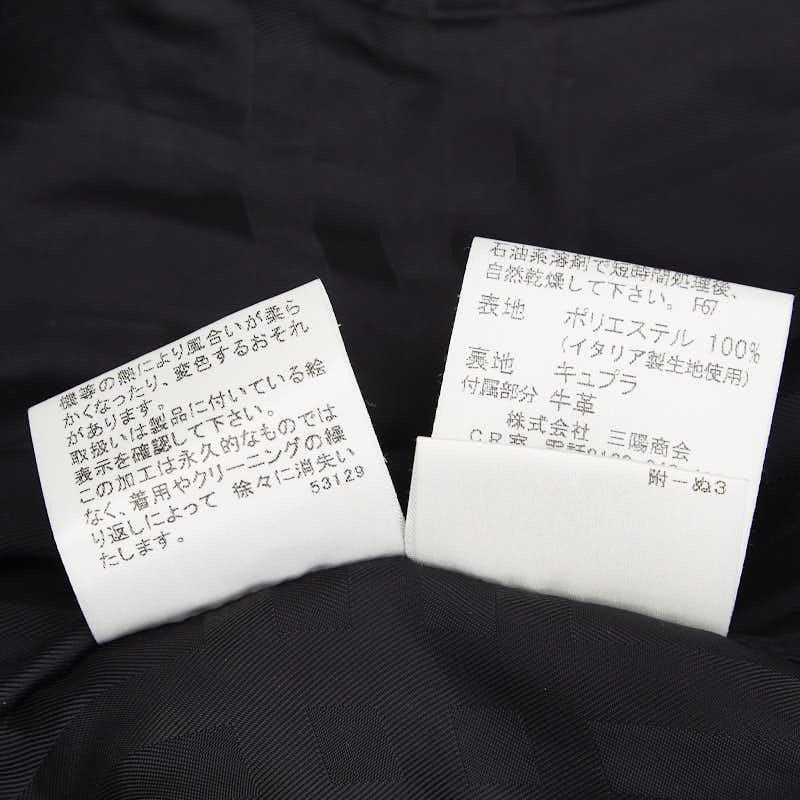 機等の熱により風合いが柔ら
かくなったり、変色するおそれ
があります。
取扱いは製品に付いている絵
表示を確認して下さい。
この加工は永久的なものでは
なく、着用やクリーニングの繰
り返しによって 徐々に消失い
たします。
53129
石油系溶剤で短時間処理後、
自然乾燥して下さい。 F67
表地 ポリエステル 100%
(イタリア製生地使用)
裏地 キュプラ
付属部分 牛革
株式会社 三陽商会
C R室 電話
附ーぬ3